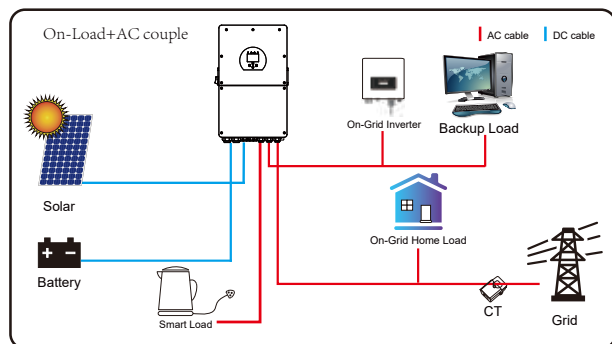 On-Load+AC couple
AC cable
DC cable
On-Grid Inverter
Backup Load
Solar
On-Grid Home Load
Battery
Smart Load
CT
Grid